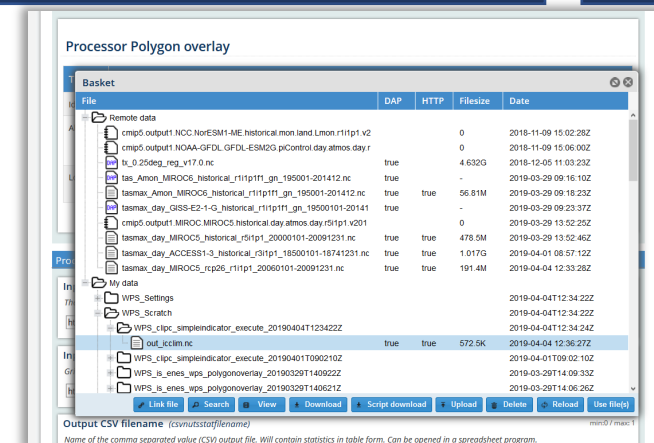 Processor Polygon overlay
Basket
File DAP HTTP Filesize Date
Remote data
cmip5.output1.NCC.NorESM1-ME.historical.mon.land.Lmon.r1i1p1.v2 0 2018-11-09 15:02:28Z
cmip5.output1.NOAA-GFDL.GFDL-ESM2G.piControl.day.atmos.day.r 0 2018-11-09 15:06:00Z
tx_0.25deg_reg_v17.0.nc true 4.632G 2018-12-05 11:03:23Z
tas_Amon_MIROC6_historical_r1i1p1f1_gn_195001-201412.nc true - 2019-03-29 09:16:10Z
tasmax_Amon_MIROC6_historical_r1i1p1f1_gn_195001-201412.nc true true 56.81M 2019-03-29 09:18:23Z
tasmax_day_GISS-E2-1-G_historical_r1i1p1f1_gn_19500101-20141 true - 2019-03-29 09:23:37Z
cmip5.output1.MIROC.MIROC5.historical.day.atmos.day.r5i1p1.v201 0 2019-03-29 13:52:25Z
tasmax_day_MIROC5_historical_r5i1p1_20000101-20091231.nc true true 478.5M 2019-03-29 13:52:46Z
tasmax_day_ACCESS1-3_historical_r3i1p1_18500101-18741231.nc true true 1.017G 2019-04-01 08:57:12Z
tasmax_day_MIROC5_rcp26_r1i1p1_20060101-20091231.nc true true 191.4M 2019-04-04 12:33:28Z
My data
WPS_Settings 2019-04-04T12:34:22Z
WPS_Scratch 2019-04-04T12:34:22Z
WPS_clipc_simpleindicator_execute_20190404T123422Z 2019-04-04T12:34:24Z
out_icclim.nc true true 572.5K 2019-04-04 12:36:27Z
WPS_clipc_simpleindicator_execute_20190401T090210Z 2019-04-01T09:02:10Z
WPS_is_enes_wps_polygonoverlay_20190329T140922Z 2019-03-29T14:09:33Z
WPS_is_enes_wps_polygonoverlay_20190329T140621Z 2019-03-29T14:06:26Z
Link file Search View Download Script download Upload Delete Reload Use file(s)
Output CSV filename (csvnutsstatfilename) min:0 / max: 1
Name of the comma separated value (CSV) output file. Will contain statistics in table form. Can be opened in a spreadsheet program.